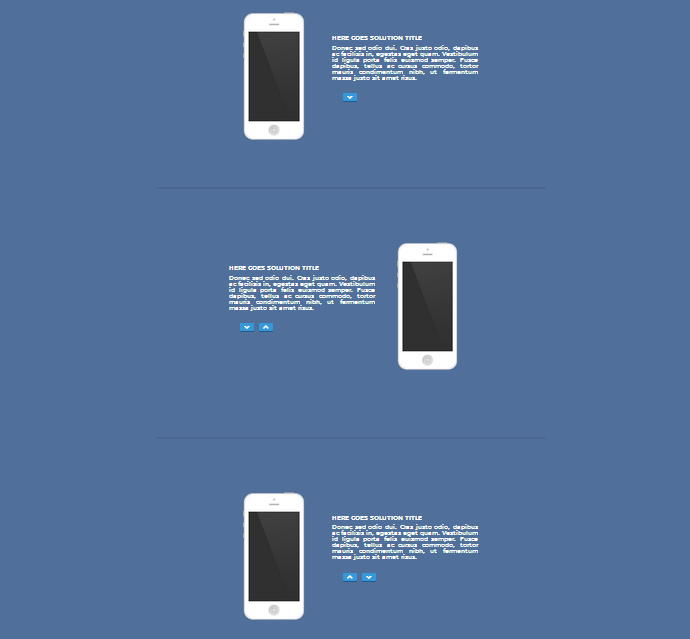 HERE GOES SOLUTION TITLE
Donec sed odio dui. Cras justo odio, dapibus
ac facilisis in, egestas eget quam. Vestibulum
id ligula porta felis euismod semper. Fusce
dapibus, tellus ac cursus commodo, tortor
mauris condimentum nibh, ut fermentum
massa justo sit amet risus.
HERE GOES SOLUTION TITLE
Donec sed odio dui. Cras justo odio, dapibus
ac facilisis in, egestas eget quam. Vestibulum
id ligula porta felis euismod semper. Fusce
dapibus, tellus ac cursus commodo, tortor
mauris condimentum nibh, ut fermentum
massa justo sit amet risus.
HERE GOES SOLUTION TITLE
Donec sed odio dui. Cras justo odio, dapibus
ac facilisis in, egestas eget quam. Vestibulum
id ligula porta felis euismod semper. Fusce
dapibus, tellus ac cursus commodo, tortor
mauris condimentum nibh, ut fermentum
massa justo sit amet risus.